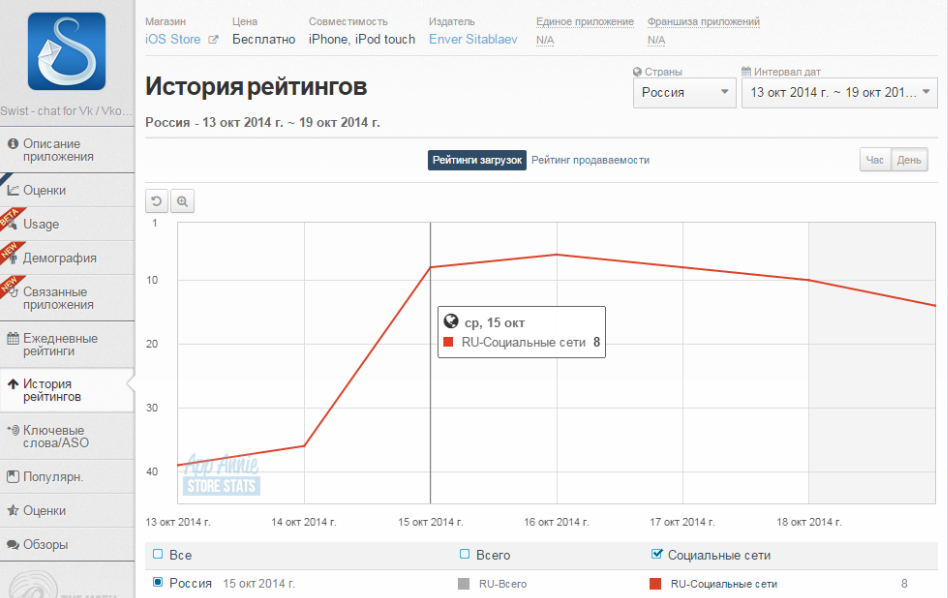 Магазин Цена Совместимость Издатель Единое приложение Франшиза приложений
iOS Store Бесплатно iPhone, iPod touch Enver Sitablaev N/A N/A
История рейтингов
Страны Интервал дат
Россия 13 окт 2014 г. ~ 19 окт 201...
Swist - chat for Vk / Vko...
Россия - 13 окт 2014 г. ~ 19 окт 2014 г.
Описание
приложения
Оценки
BETA
Usage
NEW
Демография
NEW
Связанные
приложения
Ежедневные
рейтинги
История
рейтингов
Ключевые
слова/ASO
Популярн.
Оценки
Обзоры
Рейтинги загрузок Рейтинг продаваемости
Час День
1
10
20
30
40
ср, 15 окт
RU-Социальные сети 8
App Annie
STORE STATS
13 окт 2014 г. 14 окт 2014 г. 15 окт 2014 г. 16 окт 2014 г. 17 окт 2014 г. 18 окт 2014 г.
Все Всего Социальные сети
Россия 15 окт 2014 г. RU-Всего RU-Социальные сети 8